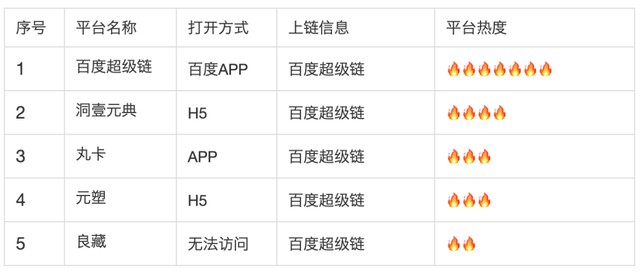 序号 平台名称 打开方式 上链信息 平台热度
1 百度超级链 百度APP 百度超级链 🔥🔥🔥🔥🔥🔥🔥
2 洞壹元典 H5 百度超级链 🔥🔥🔥🔥
3 丸卡 APP 百度超级链 🔥🔥🔥
4 元塑 H5 百度超级链 🔥🔥🔥
5 良藏 无法访问 百度超级链 🔥🔥